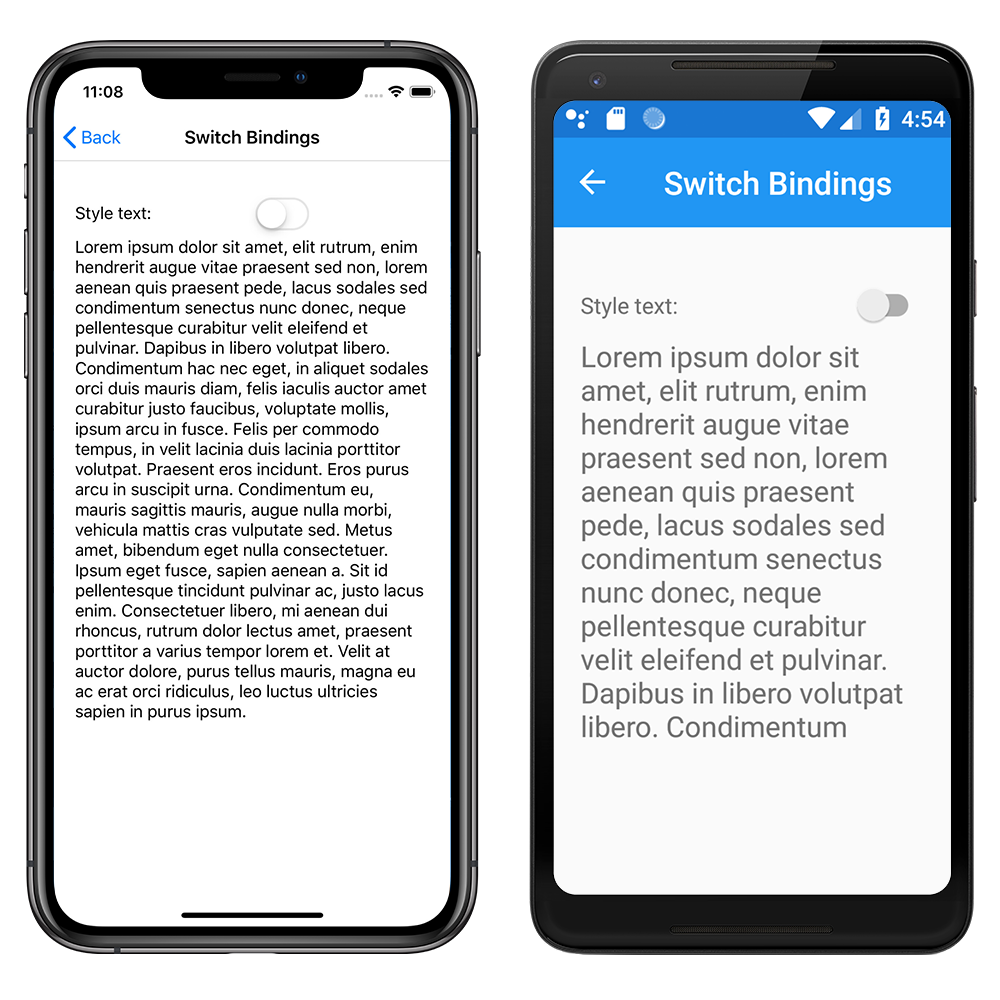 11:08
Back
Switch Bindings
Style text:
Lorem ipsum dolor sit amet, elit rutrum, enim
hendrerit augue vitae praesent sed non, lorem
aenean quis praesent pede, lacus sodales sed
condimentum senectus nunc donec, neque
pellentesque curabitur velit eleifend et
pulvinar. Dapibus in libero volutpat libero.
Condimentum hac nec eget, in aliquet sodales
orci duis mauris diam, felis iaculis auctor amet
curabitur justo faucibus, voluptate mollis,
ipsum arcu in fusce. Felis per commodo
tempus, in velit lacinia duis lacinia porttitor
volutpat. Praesent eros incidunt. Eros purus
arcu in suscipit urna. Condimentum eu,
mauris sagittis mauris, augue nulla morbi,
vehicula mattis cras vulputate sed. Metus
amet, bibendum eget nulla consectetuer.
Ipsum eget fusce, sapien aenean a. Sit id
pellentesque tincidunt pulvinar ac, justo lacus
enim. Consectetuer libero, mi aenean dui
rhoncus, rutrum dolor lectus amet, praesent
porttitor a varius tempor lorem et. Velit at
auctor dolore, purus tellus mauris, magna eu
ac erat orci ridiculus, leo luctus ultricies
sapien in purus ipsum.
4:54
Switch Bindings
Style text:
Lorem ipsum dolor sit
amet, elit rutrum, enim
hendrerit augue vitae
praesent sed non, lorem
aenean quis praesent
pede, lacus sodales sed
condimentum senectus
nunc donec, neque
pellentesque curabitur
velit eleifend et pulvinar.
Dapibus in libero volutpat
libero. Condimentum